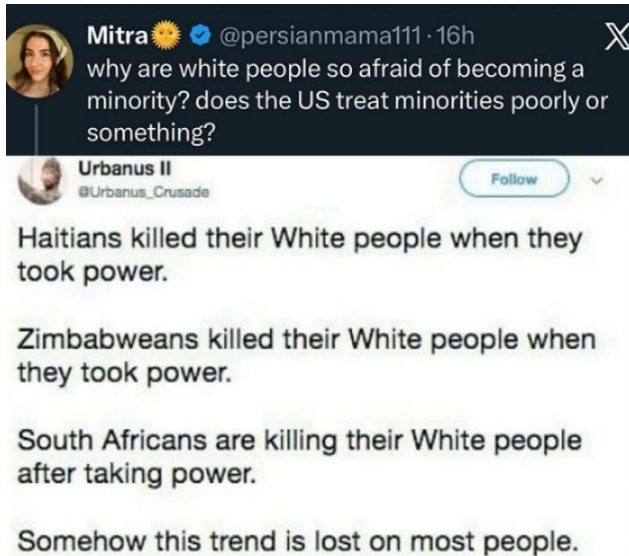 Mitra🌞 @persianmama111 · 16h
why are white people so afraid of becoming a
minority? does the US treat minorities poorly or
something?
Urbanus II
@Urbanus_Crusade
Follow
Haitians killed their White people when they
took power.
Zimbabweans killed their White people when
they took power.
South Africans are killing their White people
after taking power.
Somehow this trend is lost on most people.